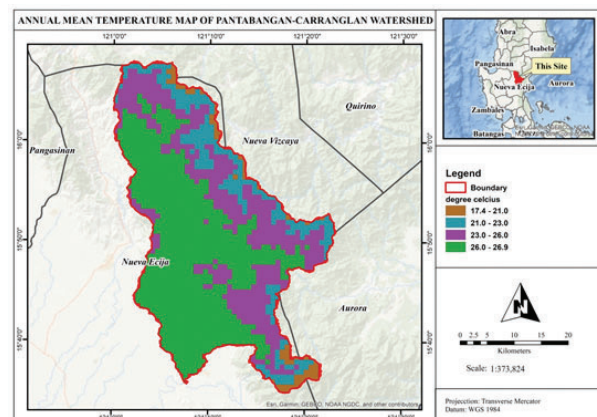 ANNUAL MEAN TEMPERATURE MAP OF PANTABANGAN-CARRANGLAN WATERSHED
121°0'0"
121°10'0"
121°20'0"
121°30'0"
16°0'0"
15°50'0"
15°40'0"
Pangasinan
Nueva Vizcaya
Quirino
Nueva Ecija
Aurora
16°0'0"
15°50'0"
15°40'0"
Esri, Garmin, GEBCO, NOAA NGDC, and other contributors
Abra
Isabela
Pangasinan
This Site
Nueva Ecija
Aurora
Zambales
Batangas
Legend
Boundary
degree celcius
17.4 - 21.0
21.0 - 23.0
23.0 - 26.0
26.0 - 26.9
N
0 2.5 5 10 15 20
Kilometers
Scale: 1:373,824
Projecction: Transverse Mercator
Datum: WGS 1984